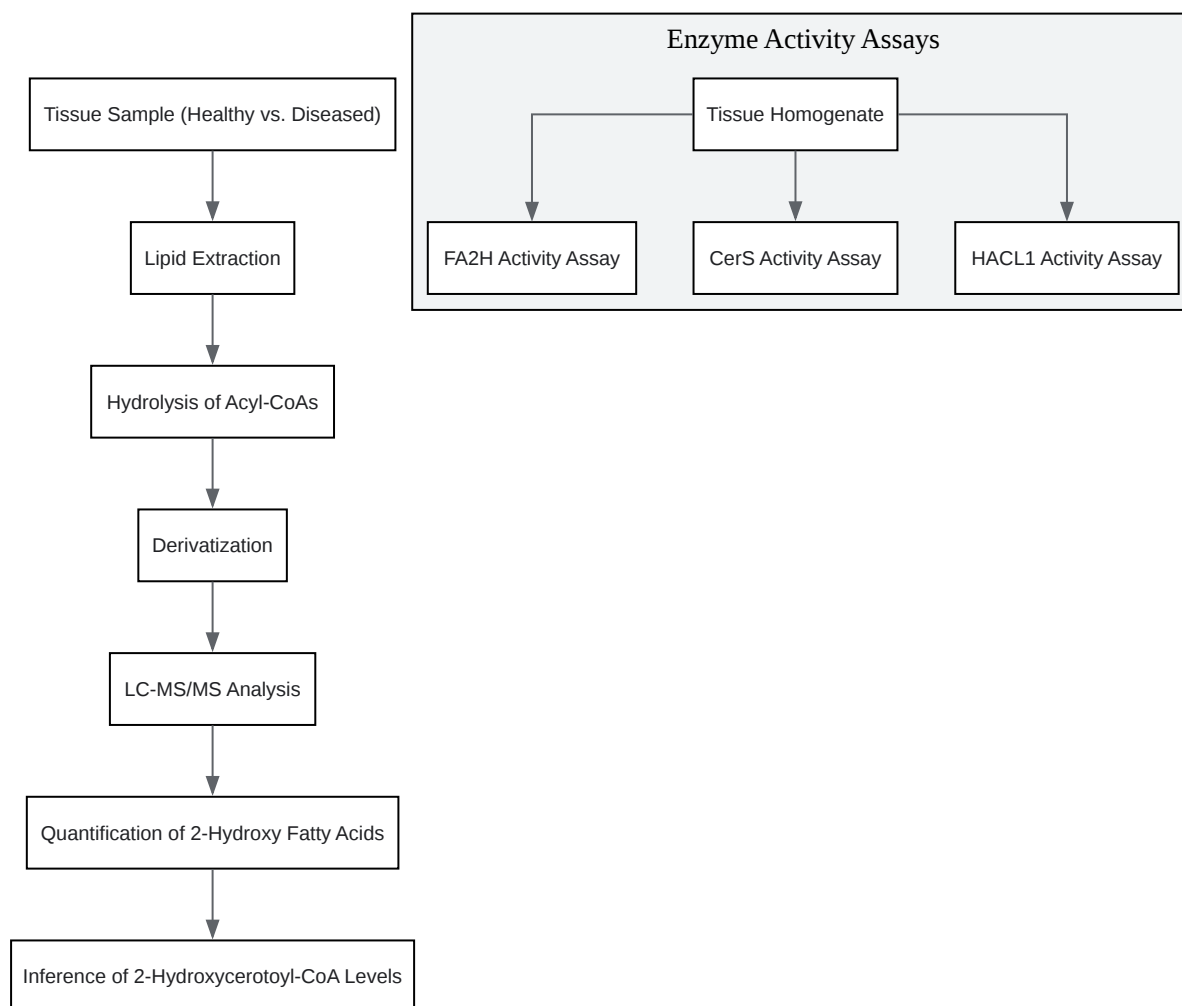 Enzyme Activity Assays
Tissue Sample (Healthy vs. Diseased)
Tissue Homogenate
Lipid Extraction
FA2H Activity Assay
CerS Activity Assay
HACL1 Activity Assay
Hydrolysis of Acyl-CoAs
Derivatization
LC-MS/MS Analysis
Quantification of 2-Hydroxy Fatty Acids
Inference of 2-Hydroxycerotoyl-CoA Levels